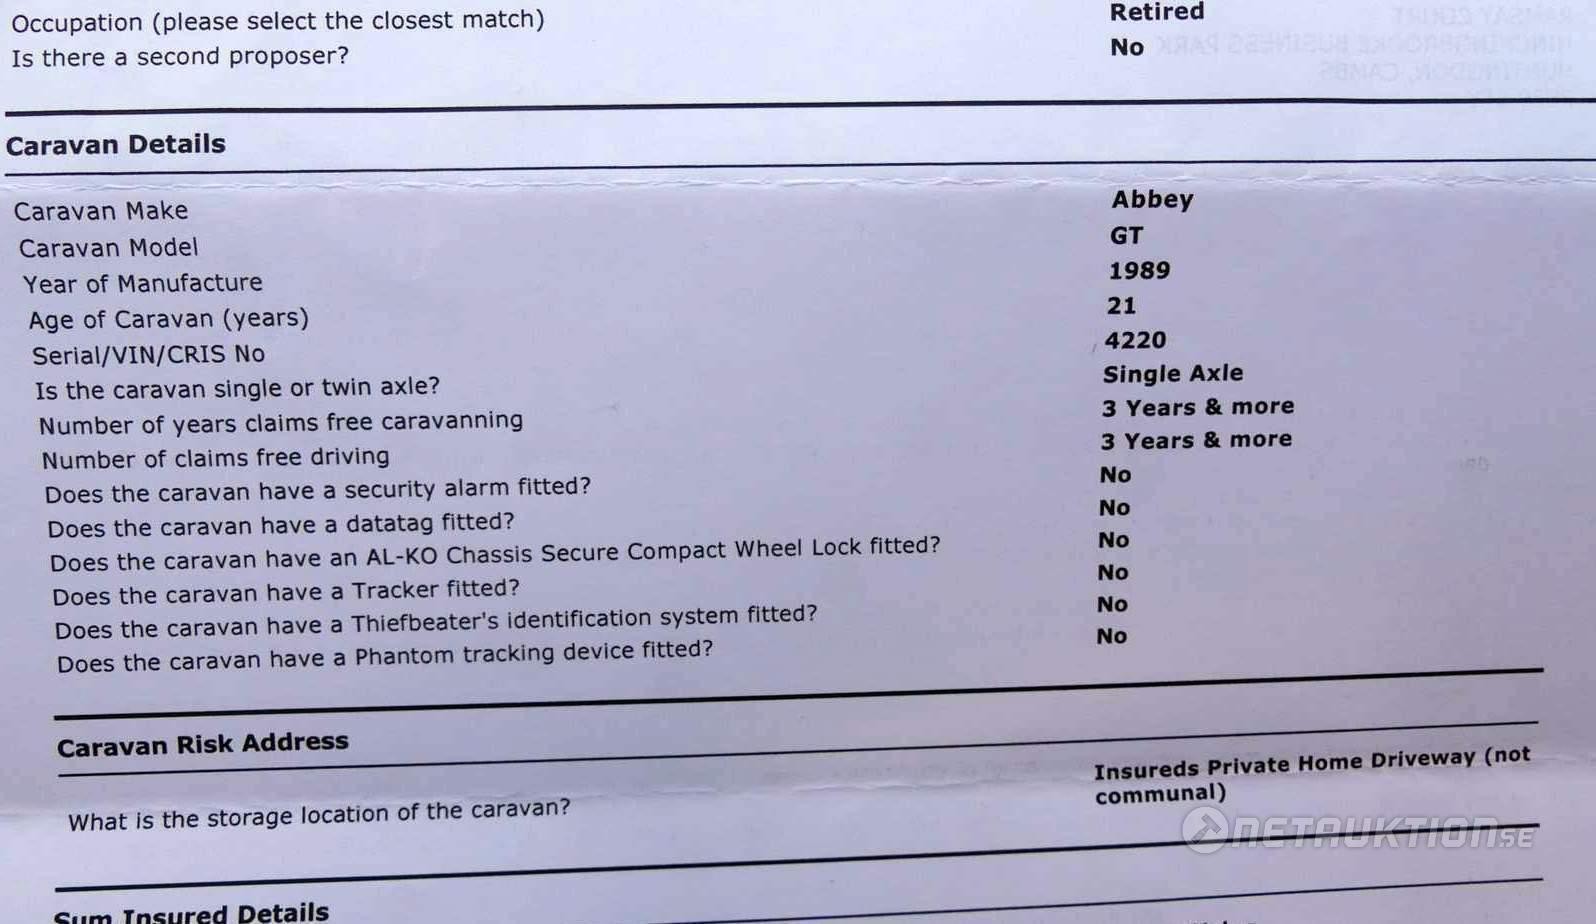 Occupation (please select the closest match) Retired
Is there a second proposer? No
Caravan Details
Caravan Make Abbey
Caravan Model GT
Year of Manufacture 1989
Age of Caravan (years) 21
Serial/VIN/CRIS No 4220
Is the caravan single or twin axle? Single Axle
Number of years claims free caravanning 3 Years & more
Number of claims free driving 3 Years & more
Does the caravan have a security alarm fitted? No
Does the caravan have a datatag fitted? No
Does the caravan have an AL-KO Chassis Secure Compact Wheel Lock fitted? No
Does the caravan have a Tracker fitted? No
Does the caravan have a Thiefbeater's identification system fitted? No
Does the caravan have a Phantom tracking device fitted? No
Caravan Risk Address
What is the storage location of the caravan? Insureds Private Home Driveway (not
communal)
NETAUKTION.SE
Sum Insured Details